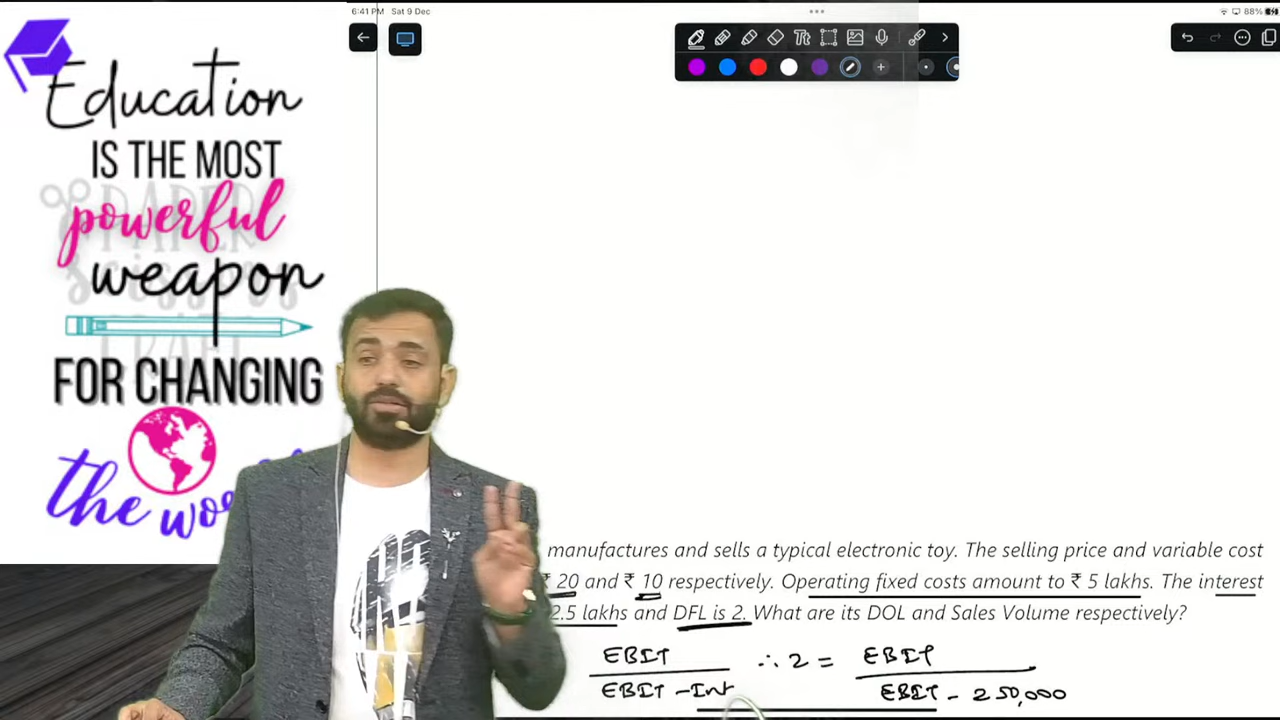 6:41 PM Sat 9 Dec
88%
Education
IS THE MOST
powerful
weapon
FOR CHANGING
the wo
Tt
manufactures and sells a typical electronic toy. The selling price and variable cost
₹ 20 and ₹ 10 respectively. Operating fixed costs amount to ₹ 5 lakhs. The interest
2.5 lakhs and DFL is 2. What are its DOL and Sales Volume respectively?
EBIT ∴ 2 = EBIT
EBIT - Int EBIT - 250,000